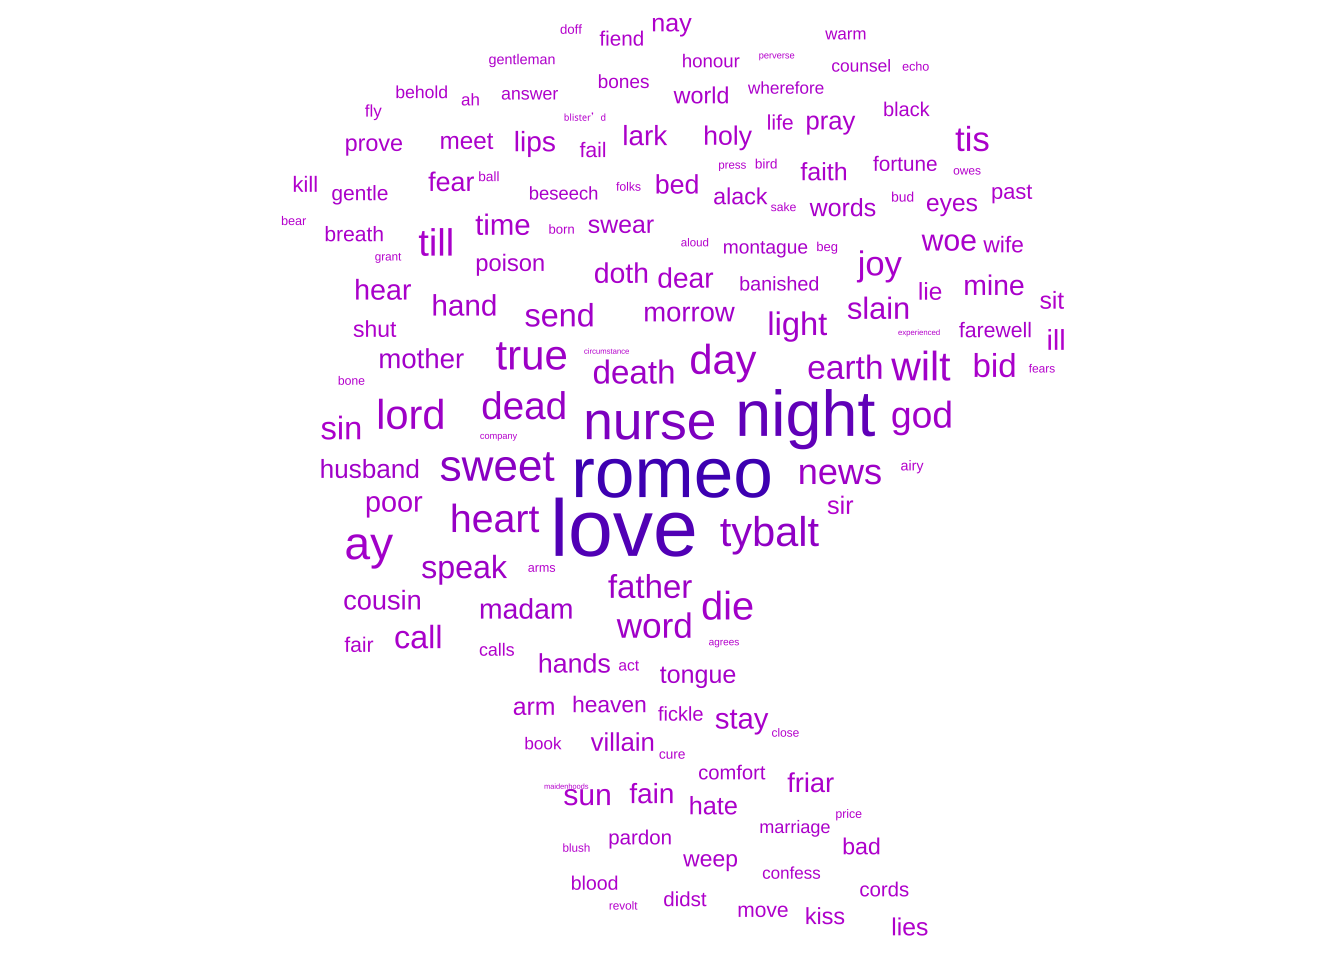 doff fiend nay warm
gentleman honour perverse counsel echo
behold ah answer bones world wherefore
fly blister'd life pray black
prove meet lips fail lark holy tis
kill gentle fear ball beseech folks bed press bird faith fortune owes
alack sake words bud eyes past
bear breath till time born swear aloud montague beg woe wife
grant poison doth dear banished joy lie mine
hear hand send morrow light slain sit
shut experienced farewell ill
mother true circumstance death day earth wilt bid fears
bone lord dead nurse night god
sin company
husband sweet romeo news airy
poor heart love tybalt sir
ay speak arms
cousin madam father die
fair call calls word agrees
hands act tongue
arm heaven fickle stay close
book villain cure
maidenhoods sun fain comfort friar
hate price
blush pardon marriage bad
weep confess
blood didst cords
revolt move kiss lies